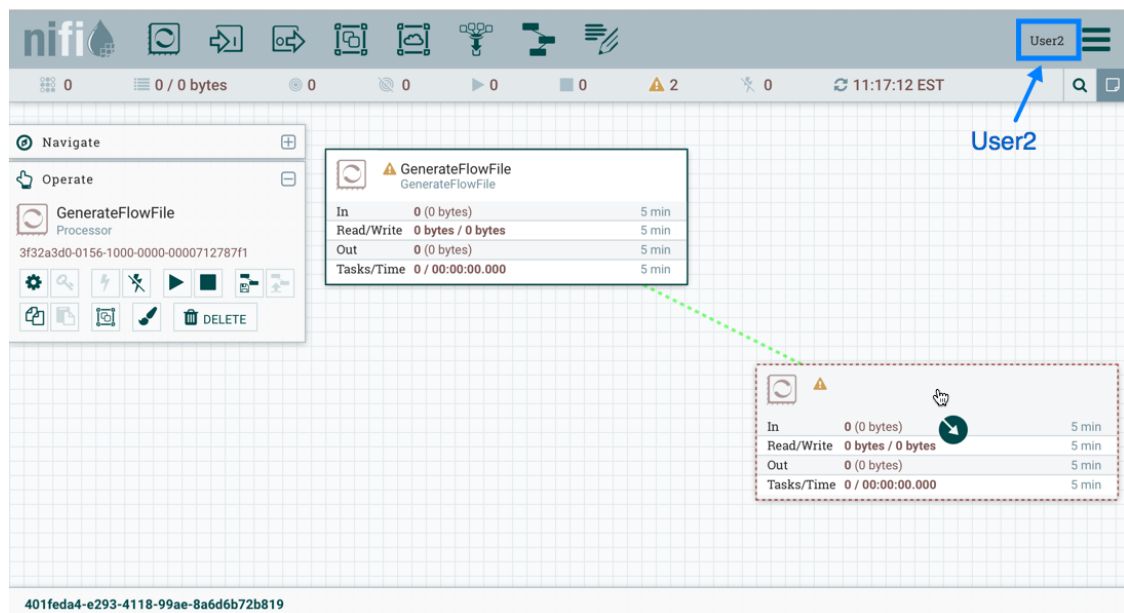 nifi
User2
0
0 / 0 bytes
0
0
0
0
2
0
11:17:12 EST
User2
Navigate
Operate
GenerateFlowFile
Processor
3f32a3d0-0156-1000-0000-0000712787f1
DELETE
GenerateFlowFile
GenerateFlowFile
In 0 (0 bytes) 5 min
Read/Write 0 bytes / 0 bytes 5 min
Out 0 (0 bytes) 5 min
Tasks/Time 0 / 00:00:00.000 5 min
In 0 (0 bytes) 5 min
Read/Write 0 bytes / 0 bytes 5 min
Out 0 (0 bytes) 5 min
Tasks/Time 0 / 00:00:00.000 5 min
401feda4-e293-4118-99ae-8a6d6b72b819